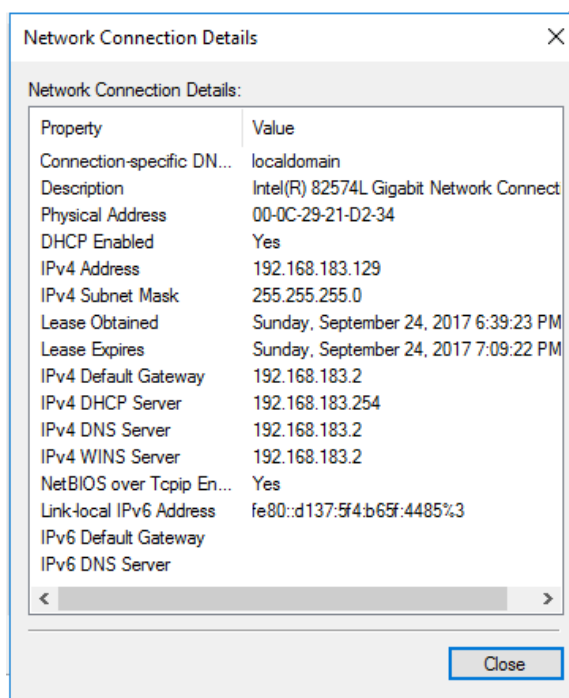 Network Connection Details
Network Connection Details:
Property Value
Connection-specific DN... localdomain
Description Intel(R) 82574L Gigabit Network Connect
Physical Address 00-0C-29-21-D2-34
DHCP Enabled Yes
IPv4 Address 192.168.183.129
IPv4 Subnet Mask 255.255.255.0
Lease Obtained Sunday, September 24, 2017 6:39:23 PM
Lease Expires Sunday, September 24, 2017 7:09:22 PM
IPv4 Default Gateway 192.168.183.2
IPv4 DHCP Server 192.168.183.254
IPv4 DNS Server 192.168.183.2
IPv4 WINS Server 192.168.183.2
NetBIOS over Tcpip En... Yes
Link-local IPv6 Address fe80::d137:5f4:b65f:4485%3
IPv6 Default Gateway
IPv6 DNS Server
Close